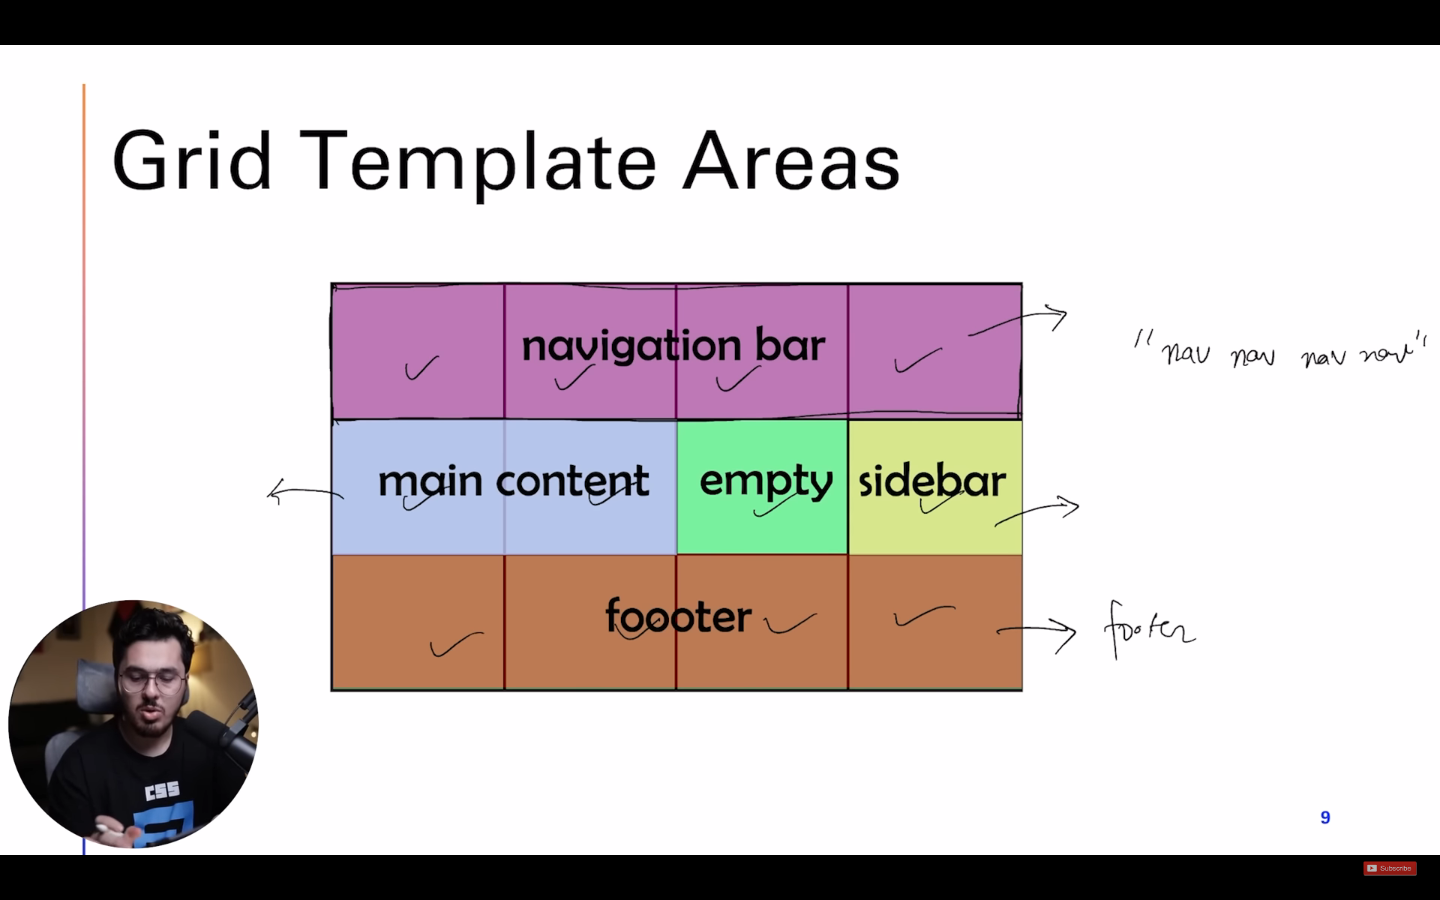 Grid Template Areas
navigation bar
"nav nav nav nav"
main content empty sidebar
foooter
footer
CSS
9
Subscribe